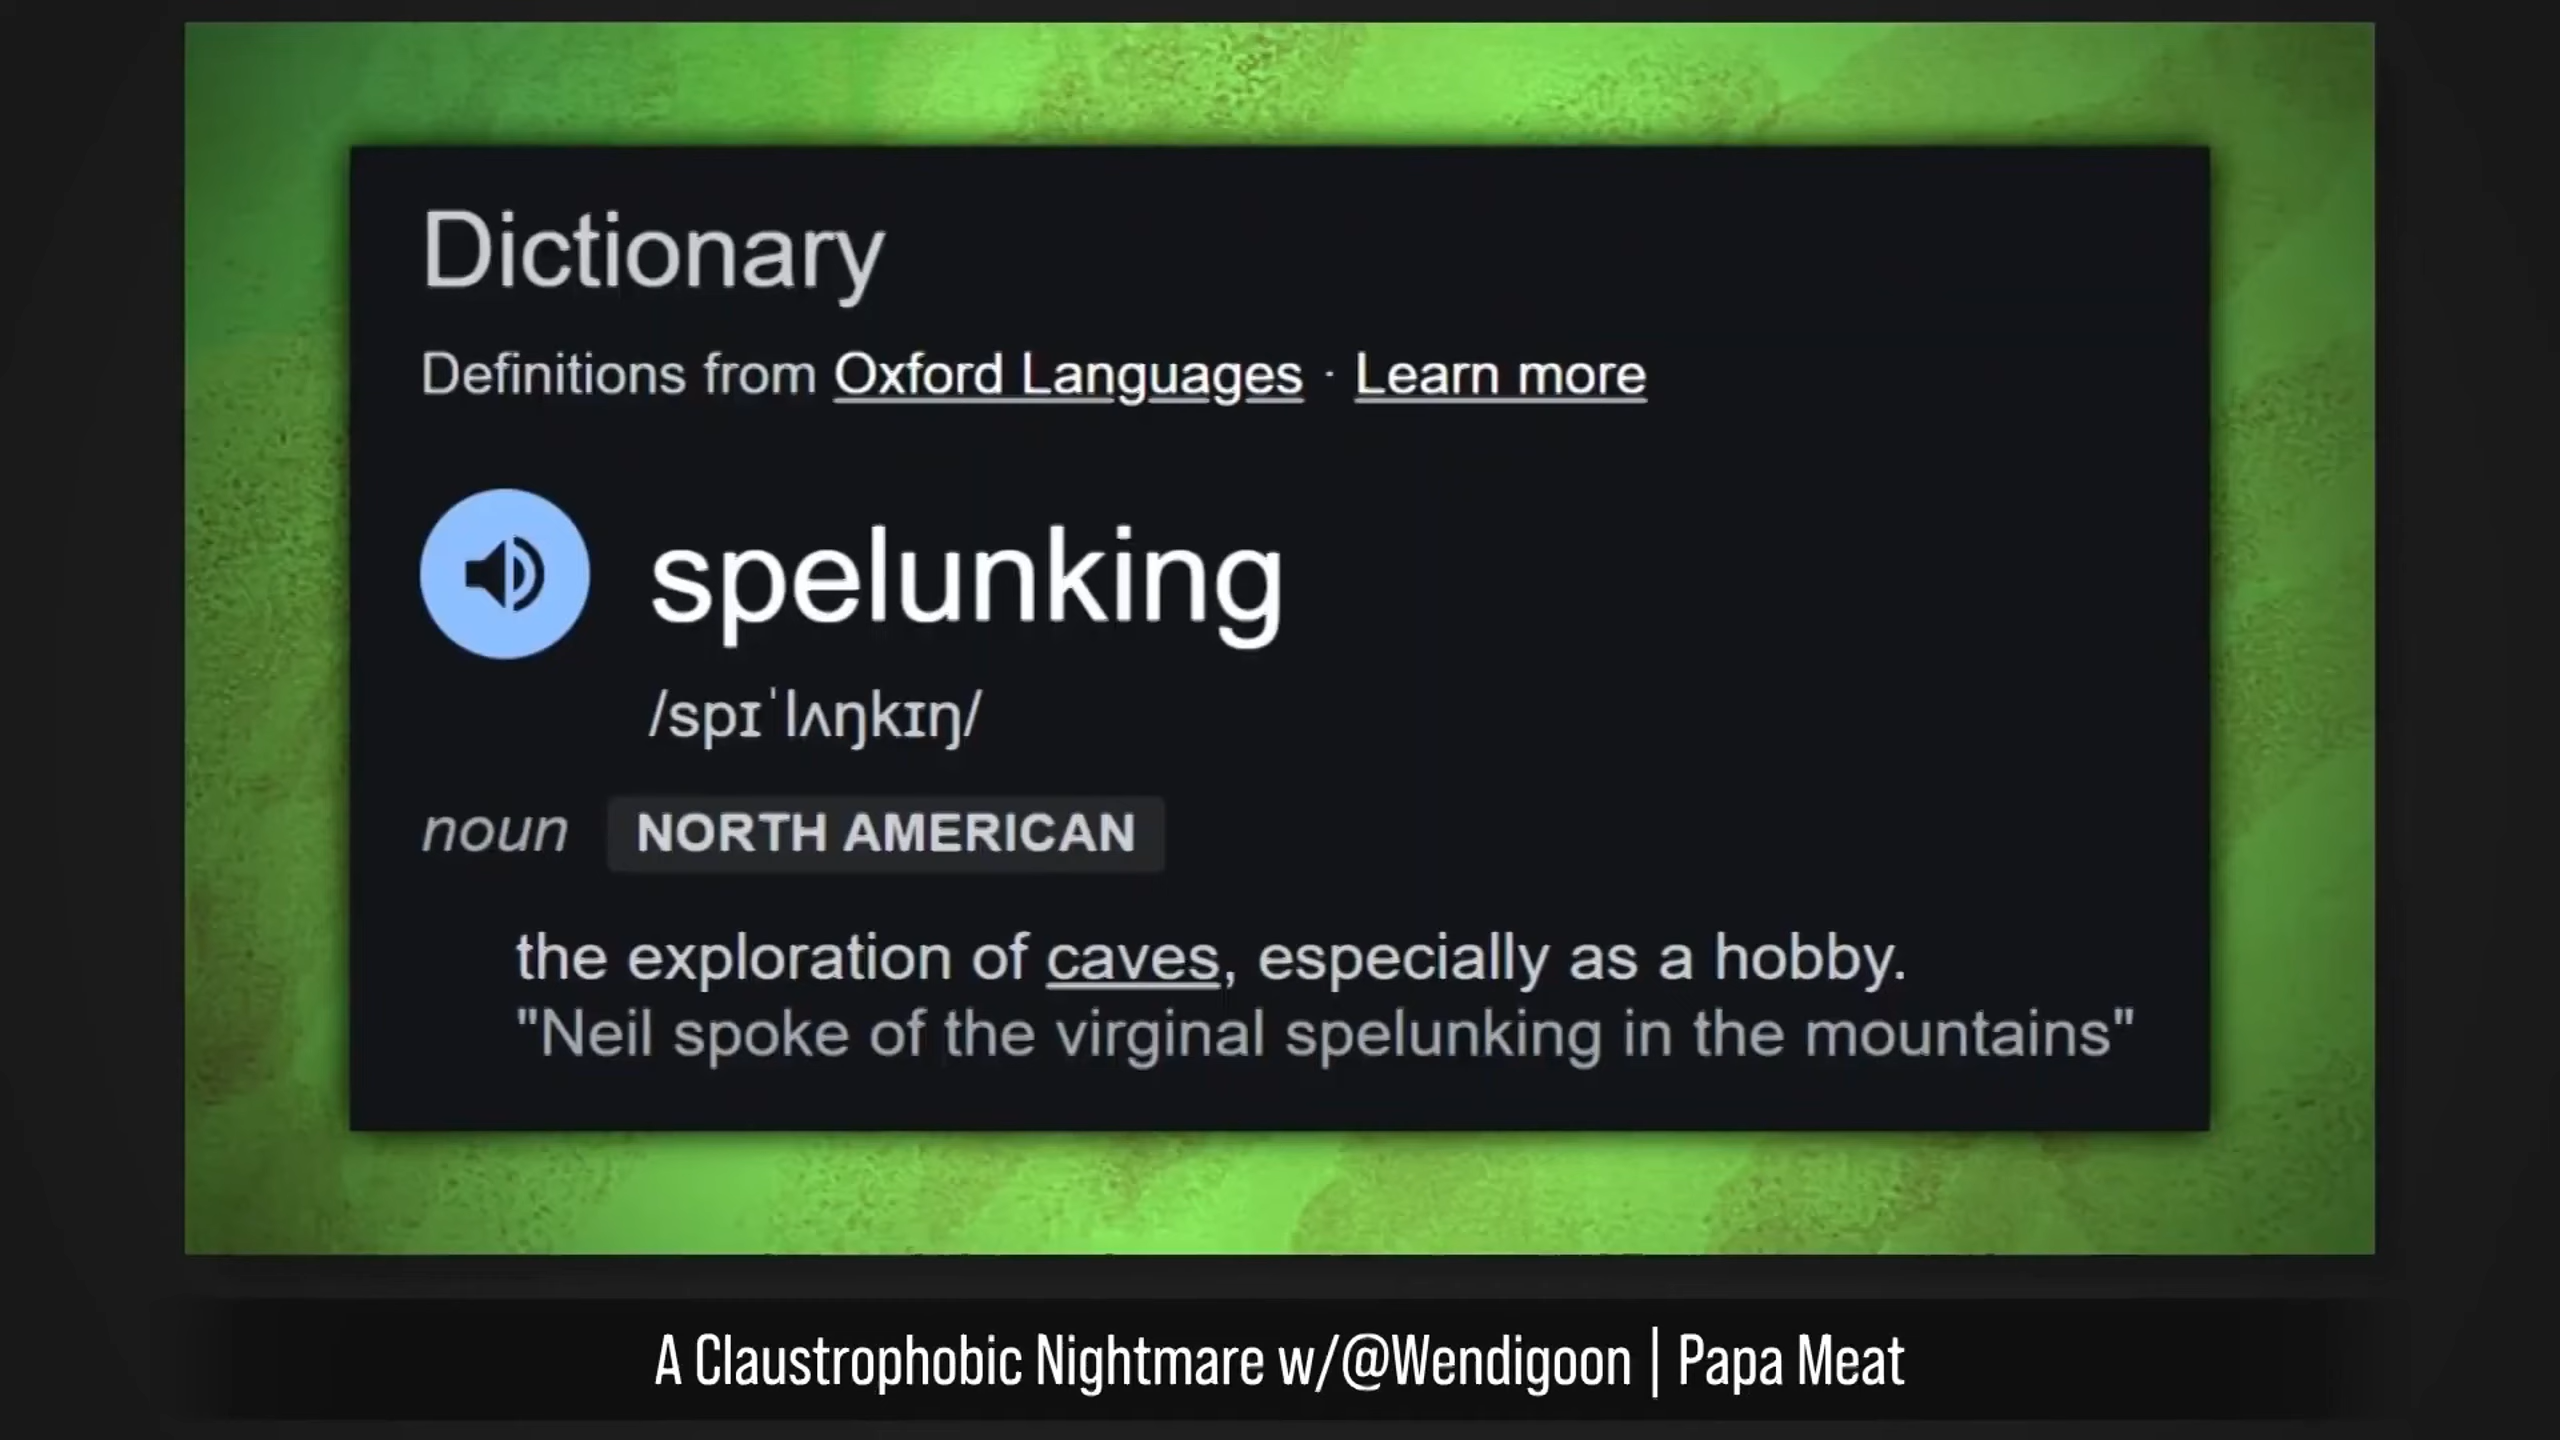 Dictionary
Definitions from Oxford Languages · Learn more
spelunking
/spɪˈlʌŋkɪŋ/
noun NORTH AMERICAN
the exploration of caves, especially as a hobby.
"Neil spoke of the virginal spelunking in the mountains"
A Claustrophobic Nightmare w/@Wendigoon | Papa Meat